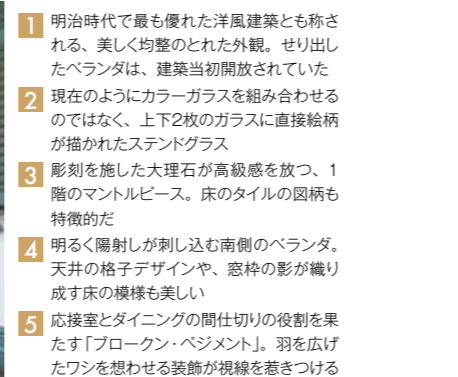 1 明治時代で最も優れた洋風建築とも称さ
れる、美しく均整のとれた外観。せり出し
たベランダは、建築当初開放されていた
2 現在のようにカラーガラスを組み合わせる
のではなく、上下2枚のガラスに直接絵柄
が描かれたステンドグラス
3 彫刻を施した大理石が高級感を放つ、1
階のマントルピース。床のタイルの図柄も
特徴的だ
4 明るく陽射しが刺し込む南側のベランダ。
天井の格子デザインや、窓枠の影が織り
成す床の模様も美しい
5 応接室とダイニングの間仕切りの役割を果
たす「ブロークン・ペジメント」。羽を広げ
たワシを思わせる装飾が視線を惹きつける